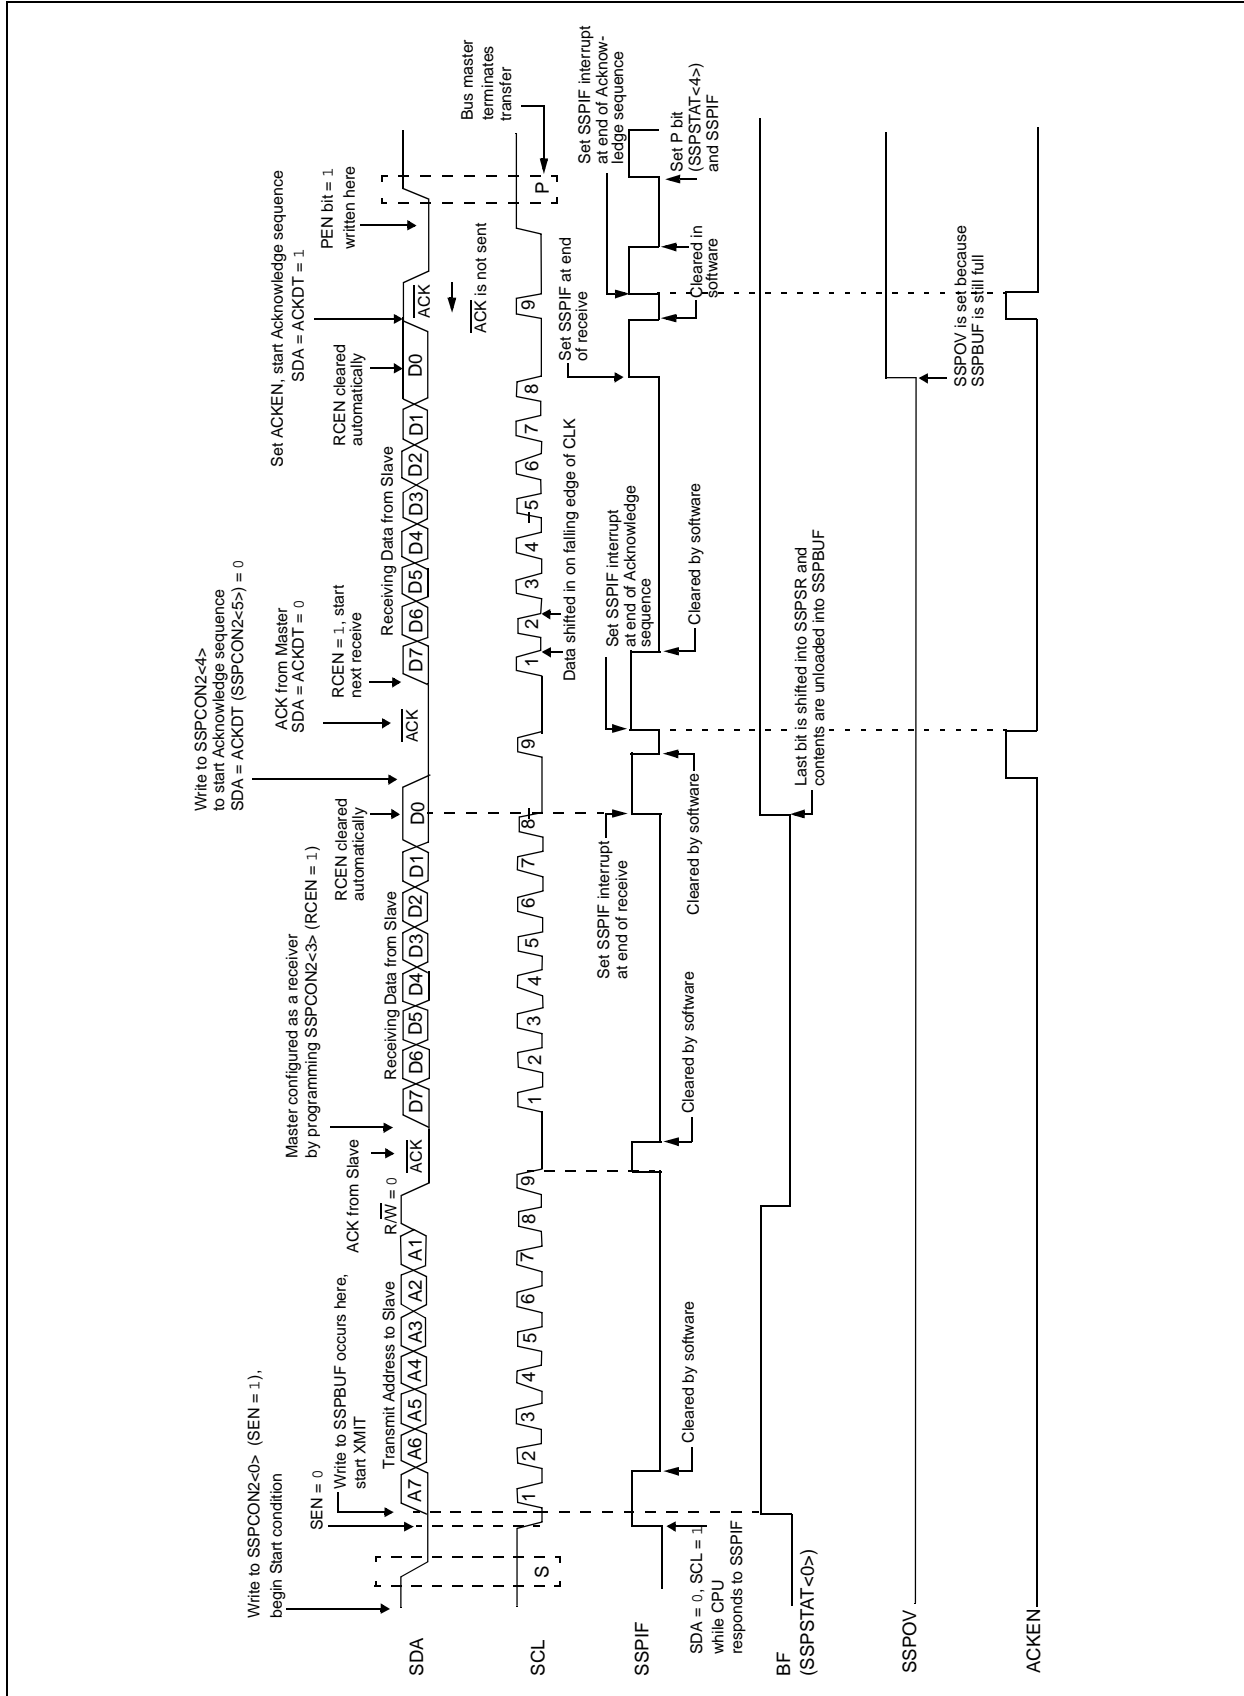 Write to SSPCON2<0> (SEN = 1),
begin Start condition
SEN = 0
Write to SSPBUF occurs here,
start XMIT
Transmit Address to Slave
R/W = 0
ACK from Slave
Master configured as a receiver
by programming SSPCON2<3> (RCEN = 1)
Receiving Data from Slave
RCEN cleared
automatically
Write to SSPCON2<4>
to start Acknowledge sequence
SDA = ACKDT (SSPCON2<5>) = 0
ACK from Master
SDA = ACKDT = 0
RCEN = 1, start
next receive
Receiving Data from Slave
RCEN cleared
automatically
Set ACKEN, start Acknowledge sequence
SDA = ACKDT = 1
PEN bit = 1
written here
SDA
A7 A6 A5 A4 A3 A2 A1 ACK D7 D6 D5 D4 D3 D2 D1 D0 ACK D7 D6 D5 D4 D3 D2 D1 D0 ACK
ACK is not sent
Bus master
terminates
transfer
SCL
S 1 2 3 4 5 6 7 8 9 1 2 3 4 5 6 7 8 9 1 2 3 4 5 6 7 8 9 P
Data shifted in on falling edge of CLK
Set SSPIF interrupt
at end of receive
Set SSPIF interrupt
at end of Acknowledge
sequence
Set SSPIF at end
of receive
Set SSPIF interrupt
at end of Acknow-
ledge sequence
SSPIF
SDA = 0, SCL = 1
while CPU
responds to SSPIF
Cleared by software
Cleared by software
Cleared by software
Cleared by software
Cleared in
software
Set P bit
(SSPSTAT<4>)
and SSPIF
BF
(SSPSTAT<0>)
Last bit is shifted into SSPSR and
contents are unloaded into SSPBUF
SSPOV
SSPOV is set because
SSPBUF is still full
ACKEN